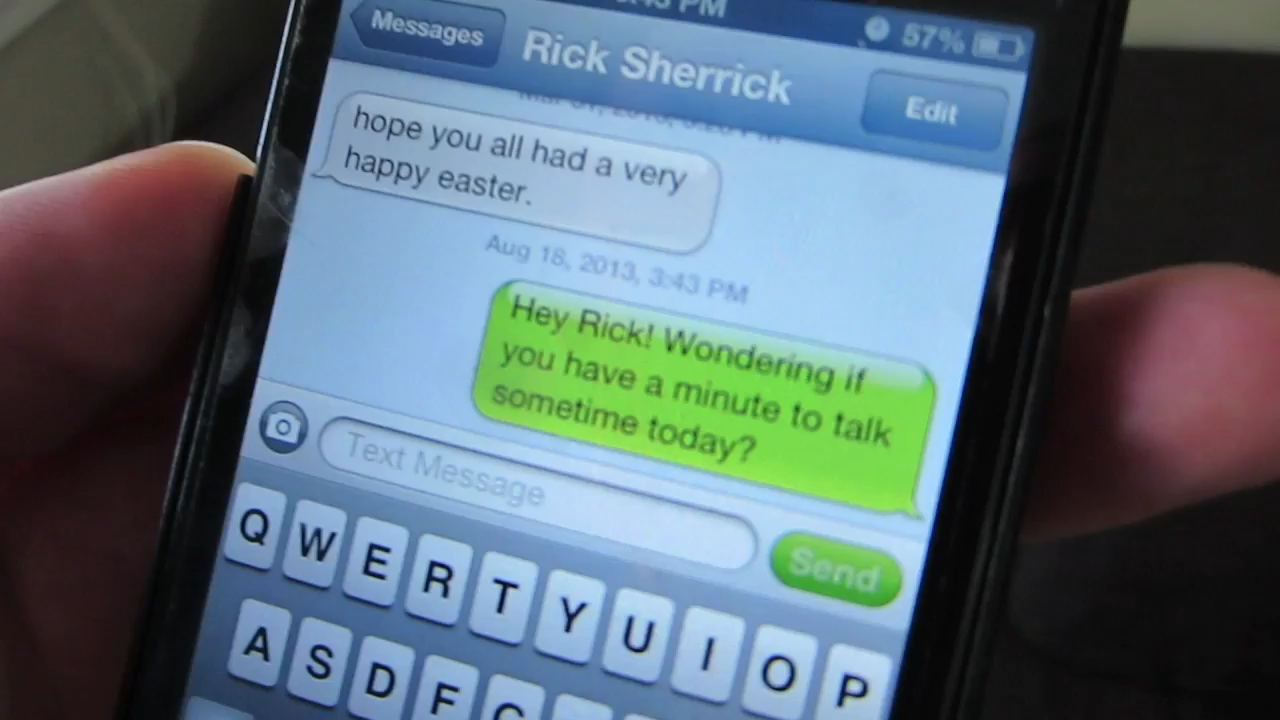 57%
Messages
Rick Sherrick
Edit
hope you all had a very
happy easter.
Aug 18, 2013, 3:43 PM
Hey Rick! Wondering if
you have a minute to talk
sometime today?
Text Message
Send
Q W E R T Y U I O P
A S D F